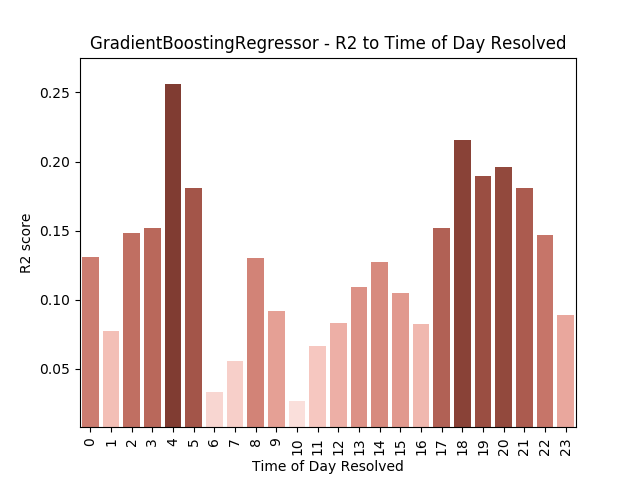 GradientBoostingRegressor - R2 to Time of Day Resolved
0.25
0.20
0.15
0.10
0.05
R2 score
0 1 2 3 4 5 6 7 8 9 10 11 12 13 14 15 16 17 18 19 20 21 22 23
Time of Day Resolved